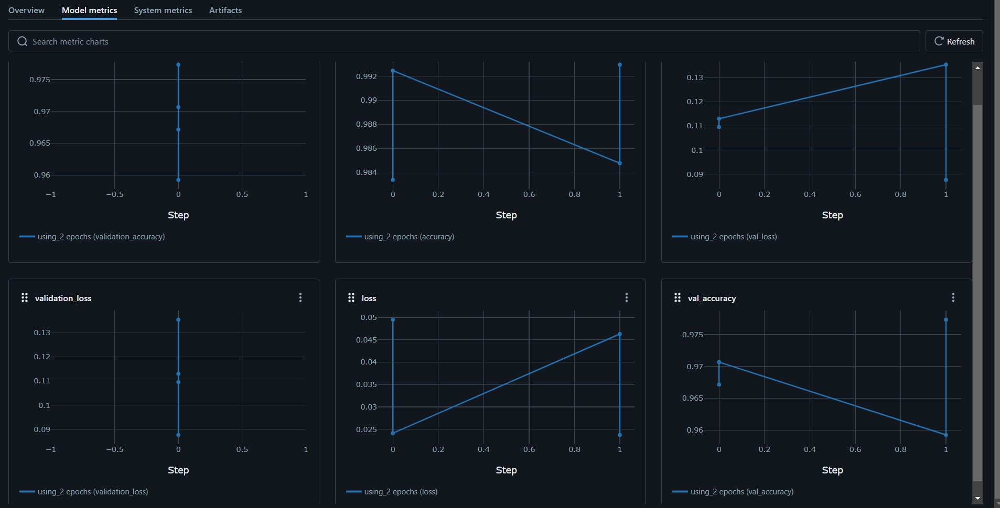 Overview Model metrics System metrics Artifacts
Search metric charts
Refresh
0.975
0.97
0.965
0.96
−1 −0.5 0 0.5 1
Step
using_2 epochs (validation_accuracy)
0.992
0.99
0.988
0.986
0.984
0 0.2 0.4 0.6 0.8 1
Step
using_2 epochs (accuracy)
0.13
0.12
0.11
0.1
0.09
0 0.2 0.4 0.6 0.8 1
Step
using_2 epochs (val_loss)
validation_loss
0.13
0.12
0.11
0.1
0.09
−1 −0.5 0 0.5 1
Step
using_2 epochs (validation_loss)
loss
0.05
0.045
0.04
0.035
0.03
0.025
0 0.2 0.4 0.6 0.8 1
Step
using_2 epochs (loss)
val_accuracy
0.975
0.97
0.965
0.96
0 0.2 0.4 0.6 0.8 1
Step
using_2 epochs (val_accuracy)